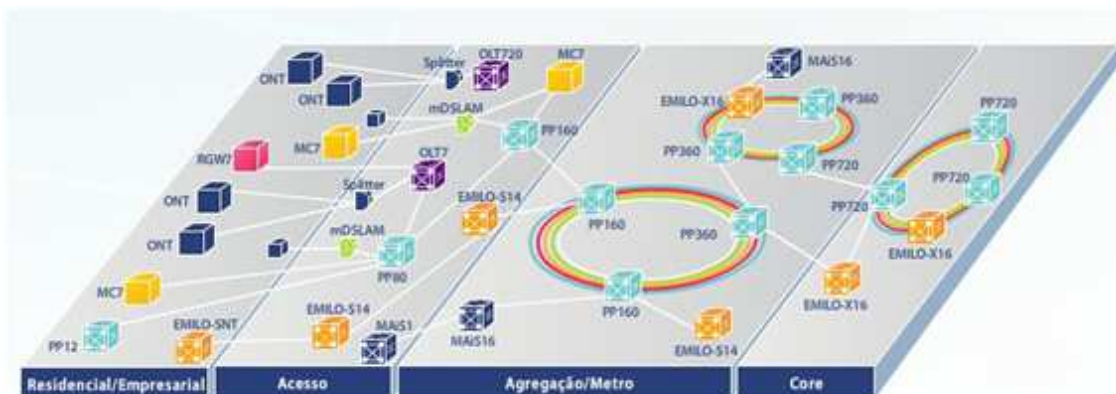 MAiS16
OLT720
MC7
Splitter
ONT
ONT
mDSLAM
EMILO-X16
PP360
PP720
PP160
MC7
RGW7
OLT7
PP360
PP720
PP720
Splitter
EMILO-S14
ONT
PP160
PP360
PP720
EMILO-X16
ONT
mDSLAM
PP80
MC7
EMILO-X16
EMILO-S14
PP160
MAiS1
PP12
EMILO-SNT
MAiS16
EMILO-S14
Residencial/Empresarial
Acesso
Agregação/Metro
Core